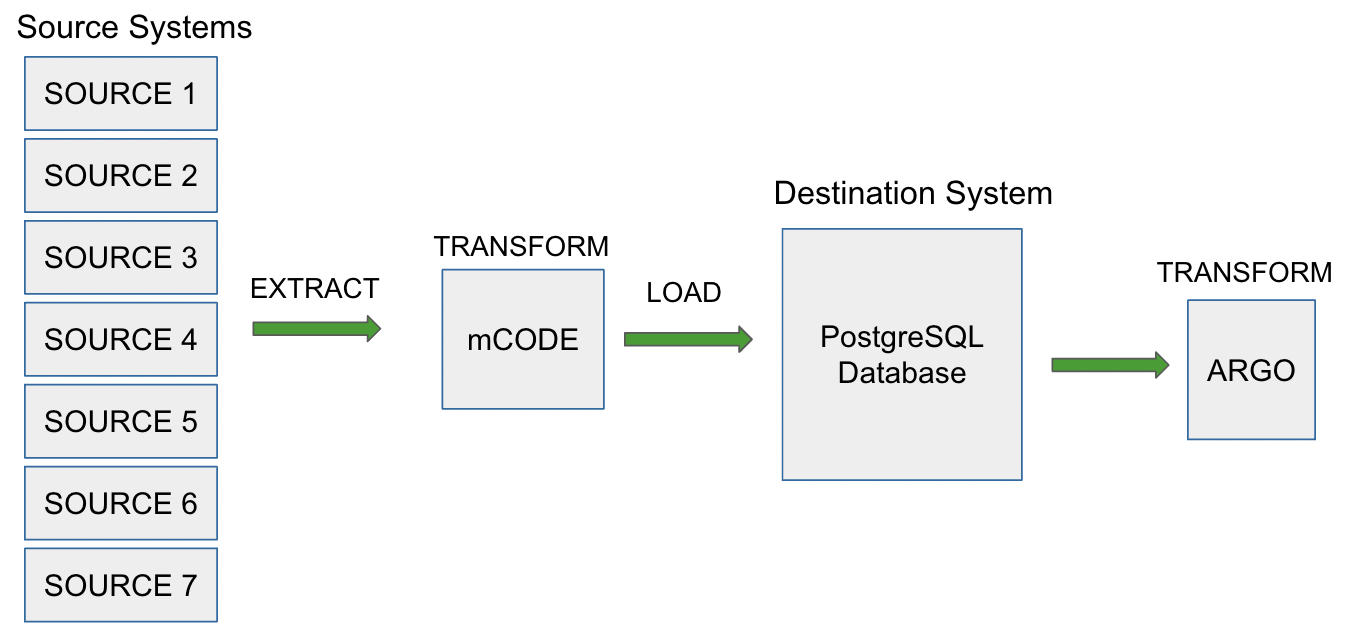 Source Systems
SOURCE 1
SOURCE 2
SOURCE 3
SOURCE 4
SOURCE 5
SOURCE 6
SOURCE 7
EXTRACT
TRANSFORM
mCODE
LOAD
Destination System
PostgreSQL
Database
TRANSFORM
ARGO